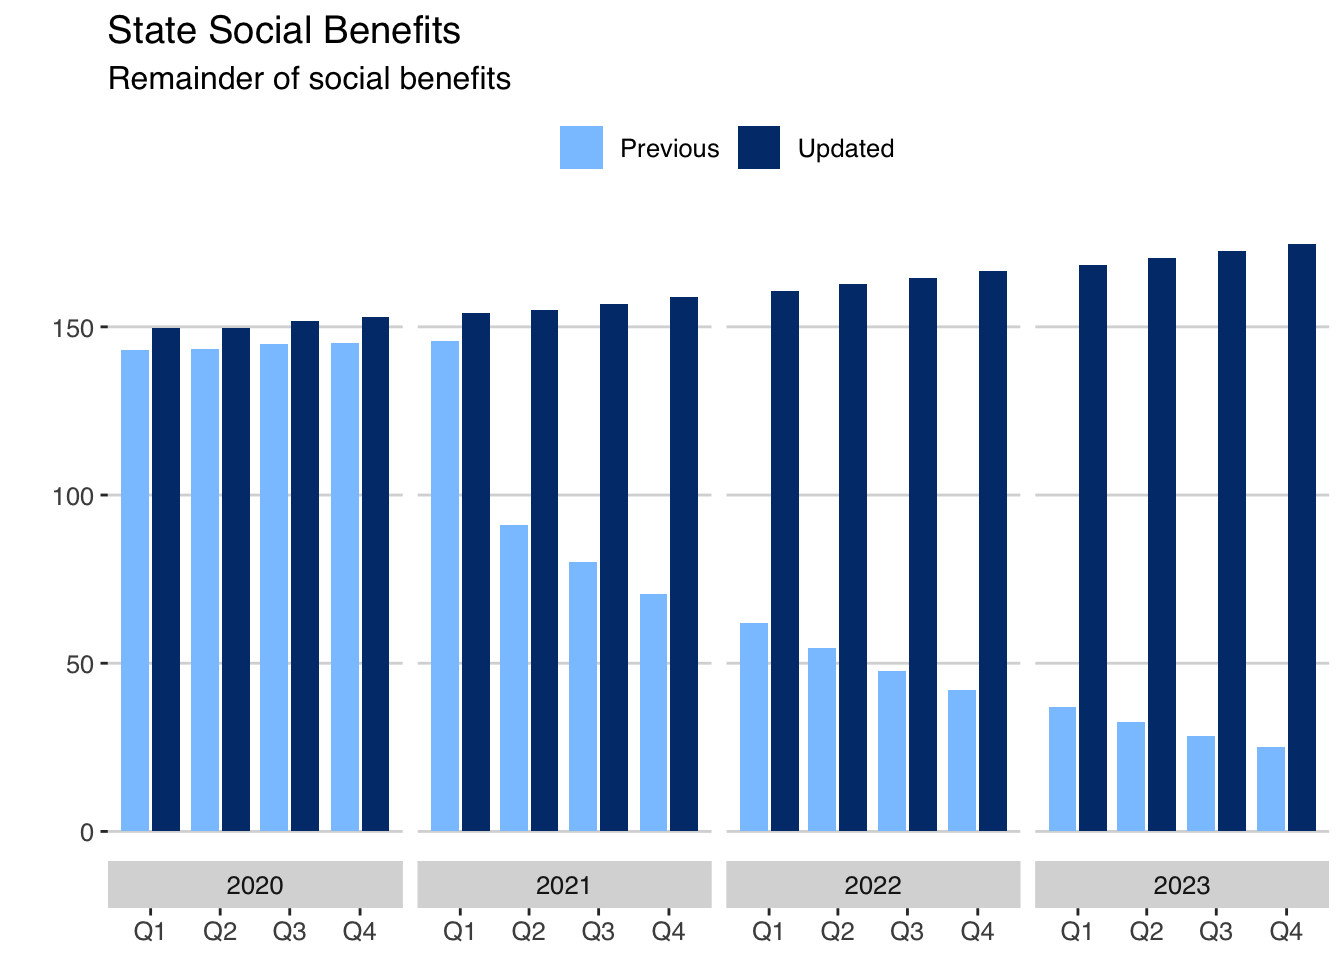 State Social Benefits
Remainder of social benefits
Previous Updated
150
100
50
0
2020 2021 2022 2023
Q1 Q2 Q3 Q4 Q1 Q2 Q3 Q4 Q1 Q2 Q3 Q4 Q1 Q2 Q3 Q4